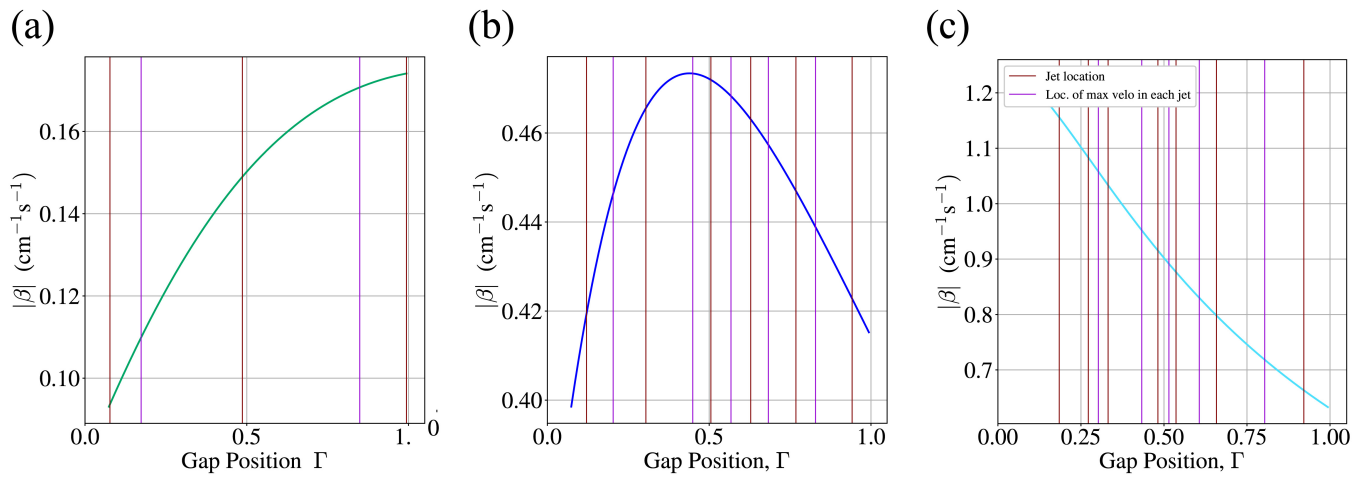 (a)
(b)
(c)
|β| (cm⁻¹s⁻¹)
0.16
0.14
0.12
0.10
0.0
0.5
1.
0
Gap Position Γ
|β| (cm⁻¹s⁻¹)
0.46
0.44
0.42
0.40
0.0
0.5
1.0
Gap Position, Γ
Jet location
Loc. of max velo in each jet
|β| (cm⁻¹s⁻¹)
1.2
1.1
1.0
0.9
0.8
0.7
0.00
0.25
0.50
0.75
1.00
Gap Position, Γ